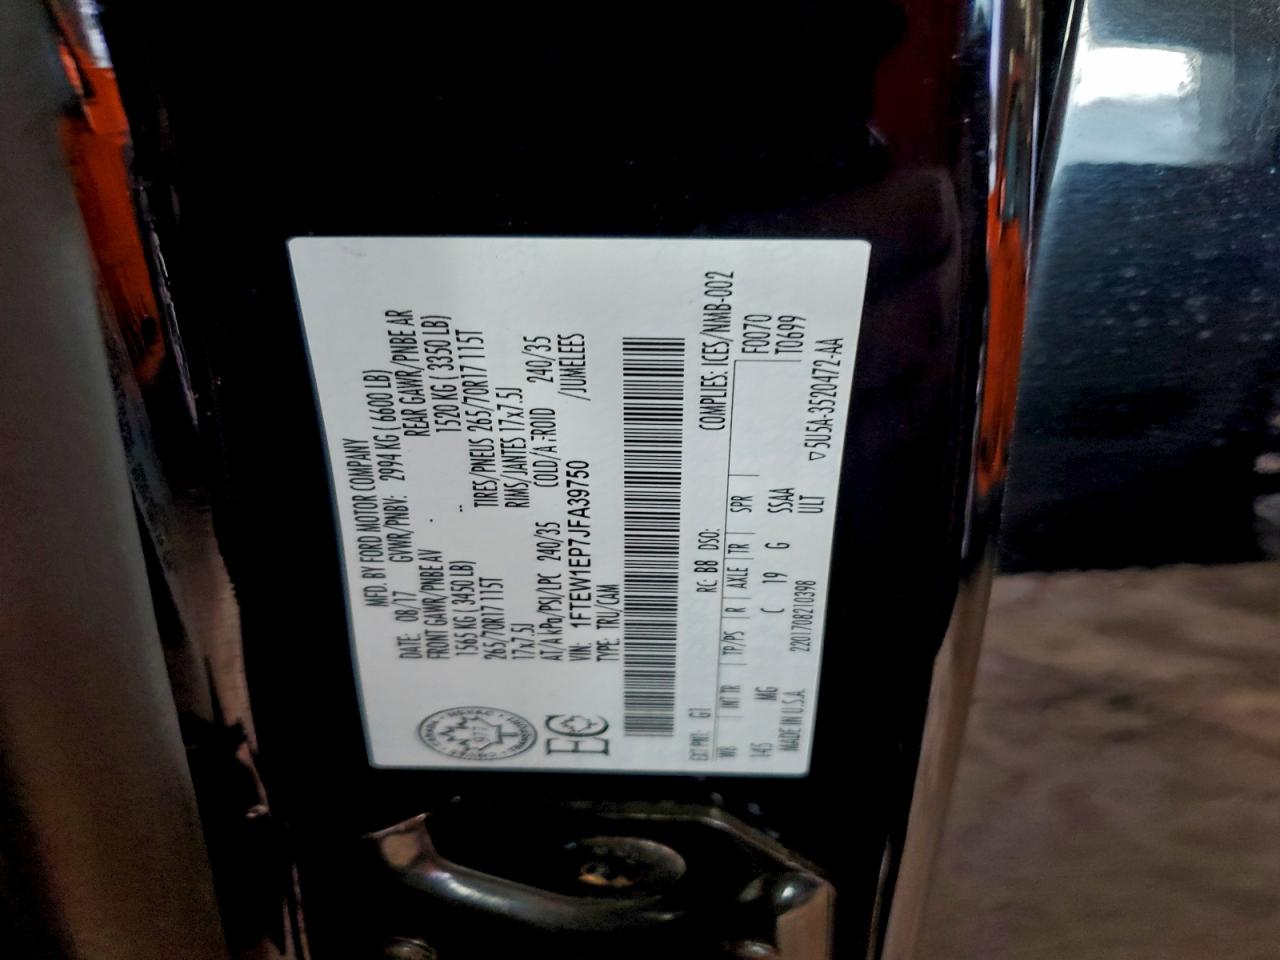 MFD. BY FORD MOTOR COMPANY
DATE: 08/17 GVWR/PNBV: 2994 KG ( 6600 LB)
FRONT GAWR/PNBE AV REAR GAWR/PNBE AR
1565 KG ( 3450 LB) 1520 KG ( 3350 LB)
265/70R17 115T TIRES/PNEUS 265/70R17 115T
17x7.5J RIMS/JANTES 17x7.5J
AT/A kPa/PSI/LPC 240/35 COLD/A FROID 240/35
VIN: 1FTEW1EP7JFA39750 /JUMELEES
TYPE: TRU/CAM
EXT PNT: G1 RC: B8 DSO: COMPLIES: ICES/NMB-002
WB INT TR TP/PS R AXLE TR SPR F0070
145 MG C 19 G SSAA T0699
MADE IN U.S.A. 2201708210398 ULT ▽5U5A-3520472-AA